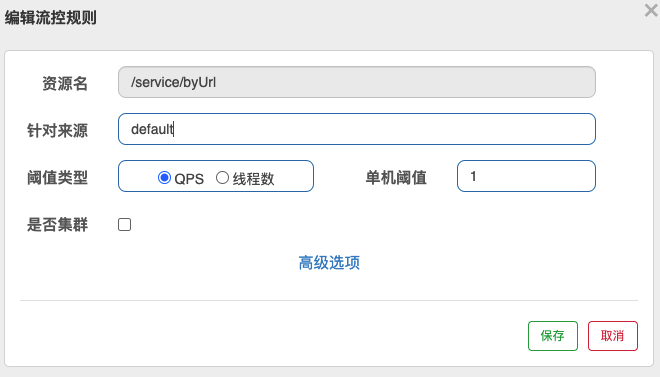 编辑流控规则
资源名 /service/byUrl
针对来源 default
阈值类型 QPS 线程数 单机阈值 1
是否集群
高级选项
保存 取消